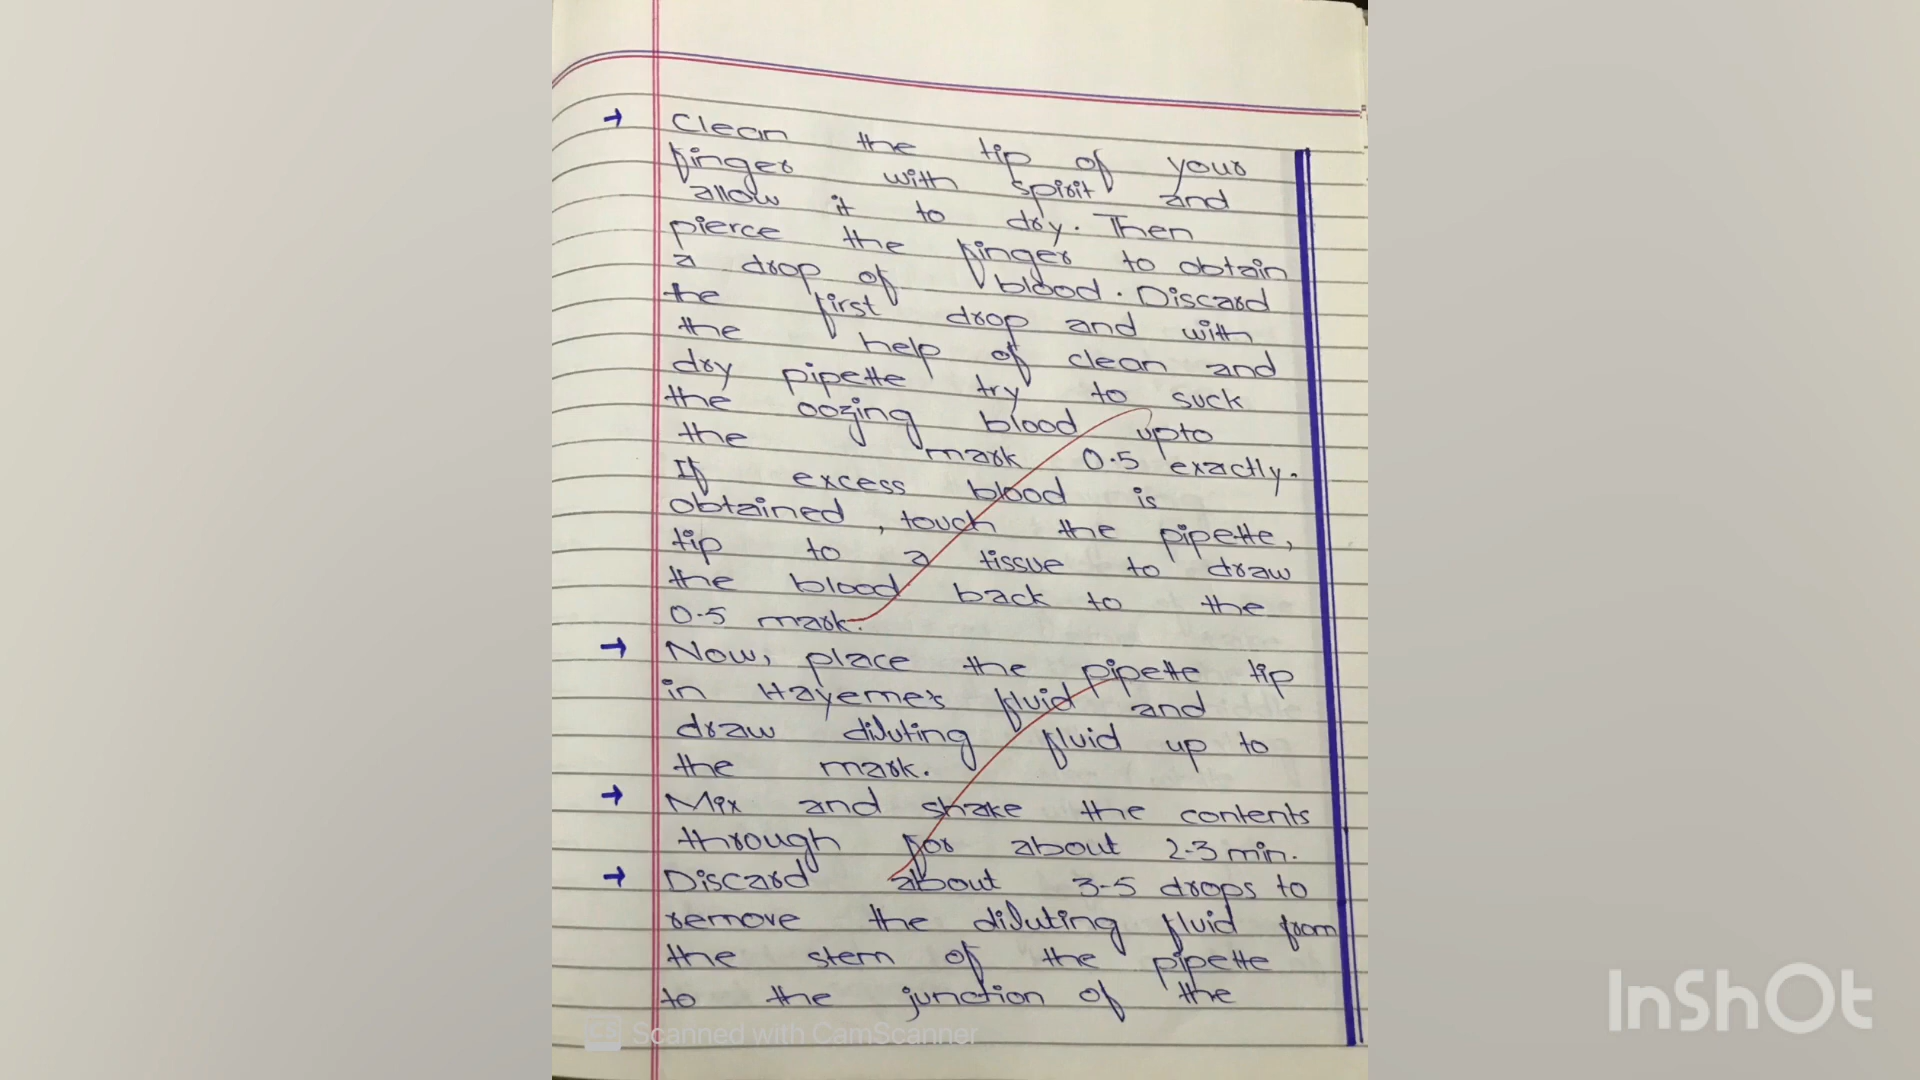 → Clean the tip of your
finger with spirit and
allow it to dry. Then
pierce the finger to obtain
a drop of blood. Discard
the first drop and with
the help of clean and
dry pipette try to suck
the oozing blood upto
the mark 0.5 exactly.
If excess blood is
obtained, touch the pipette,
tip to a tissue to draw
the blood back to the
0.5 mark.
→ Now, place the pipette tip
in Hayeme's fluid and
draw diluting fluid up to
the mark.
→ Mix and shake the contents
through for about 2-3 min.
→ Discard about 3-5 drops to
remove the diluting fluid from
the stem of the pipette
to the junction of the
CS Scanned with CamScanner
InShOt